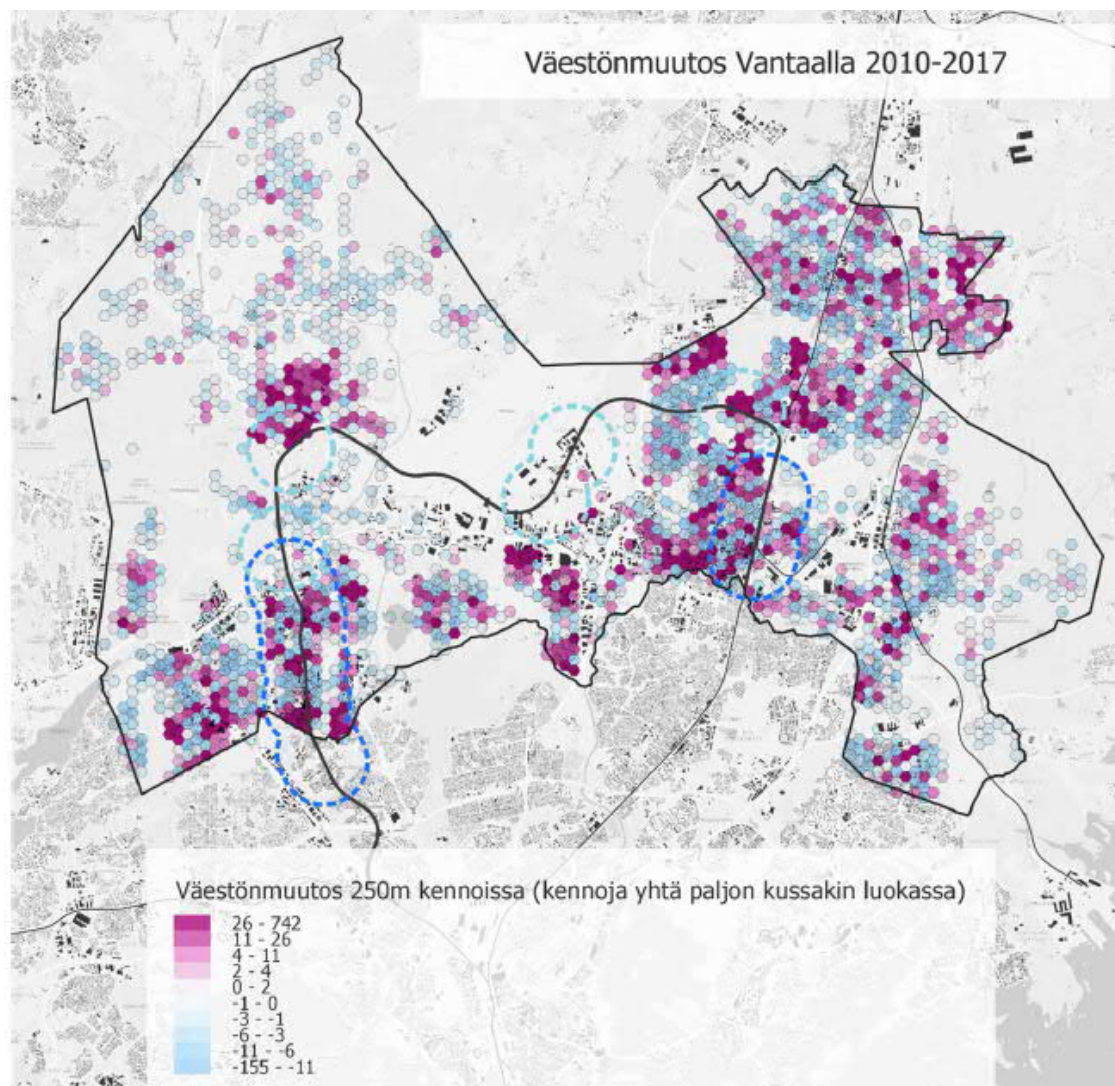 Väestönmuutos Vantaalla 2010-2017
Väestönmuutos 250m kennoissa (kennoja yhtä paljon kussakin luokassa)
26 - 742
11 - 26
4 - 11
2 - 4
0 - 2
-1 - 0
-3 - -1
-6 - -3
-11 - -6
-155 - -11